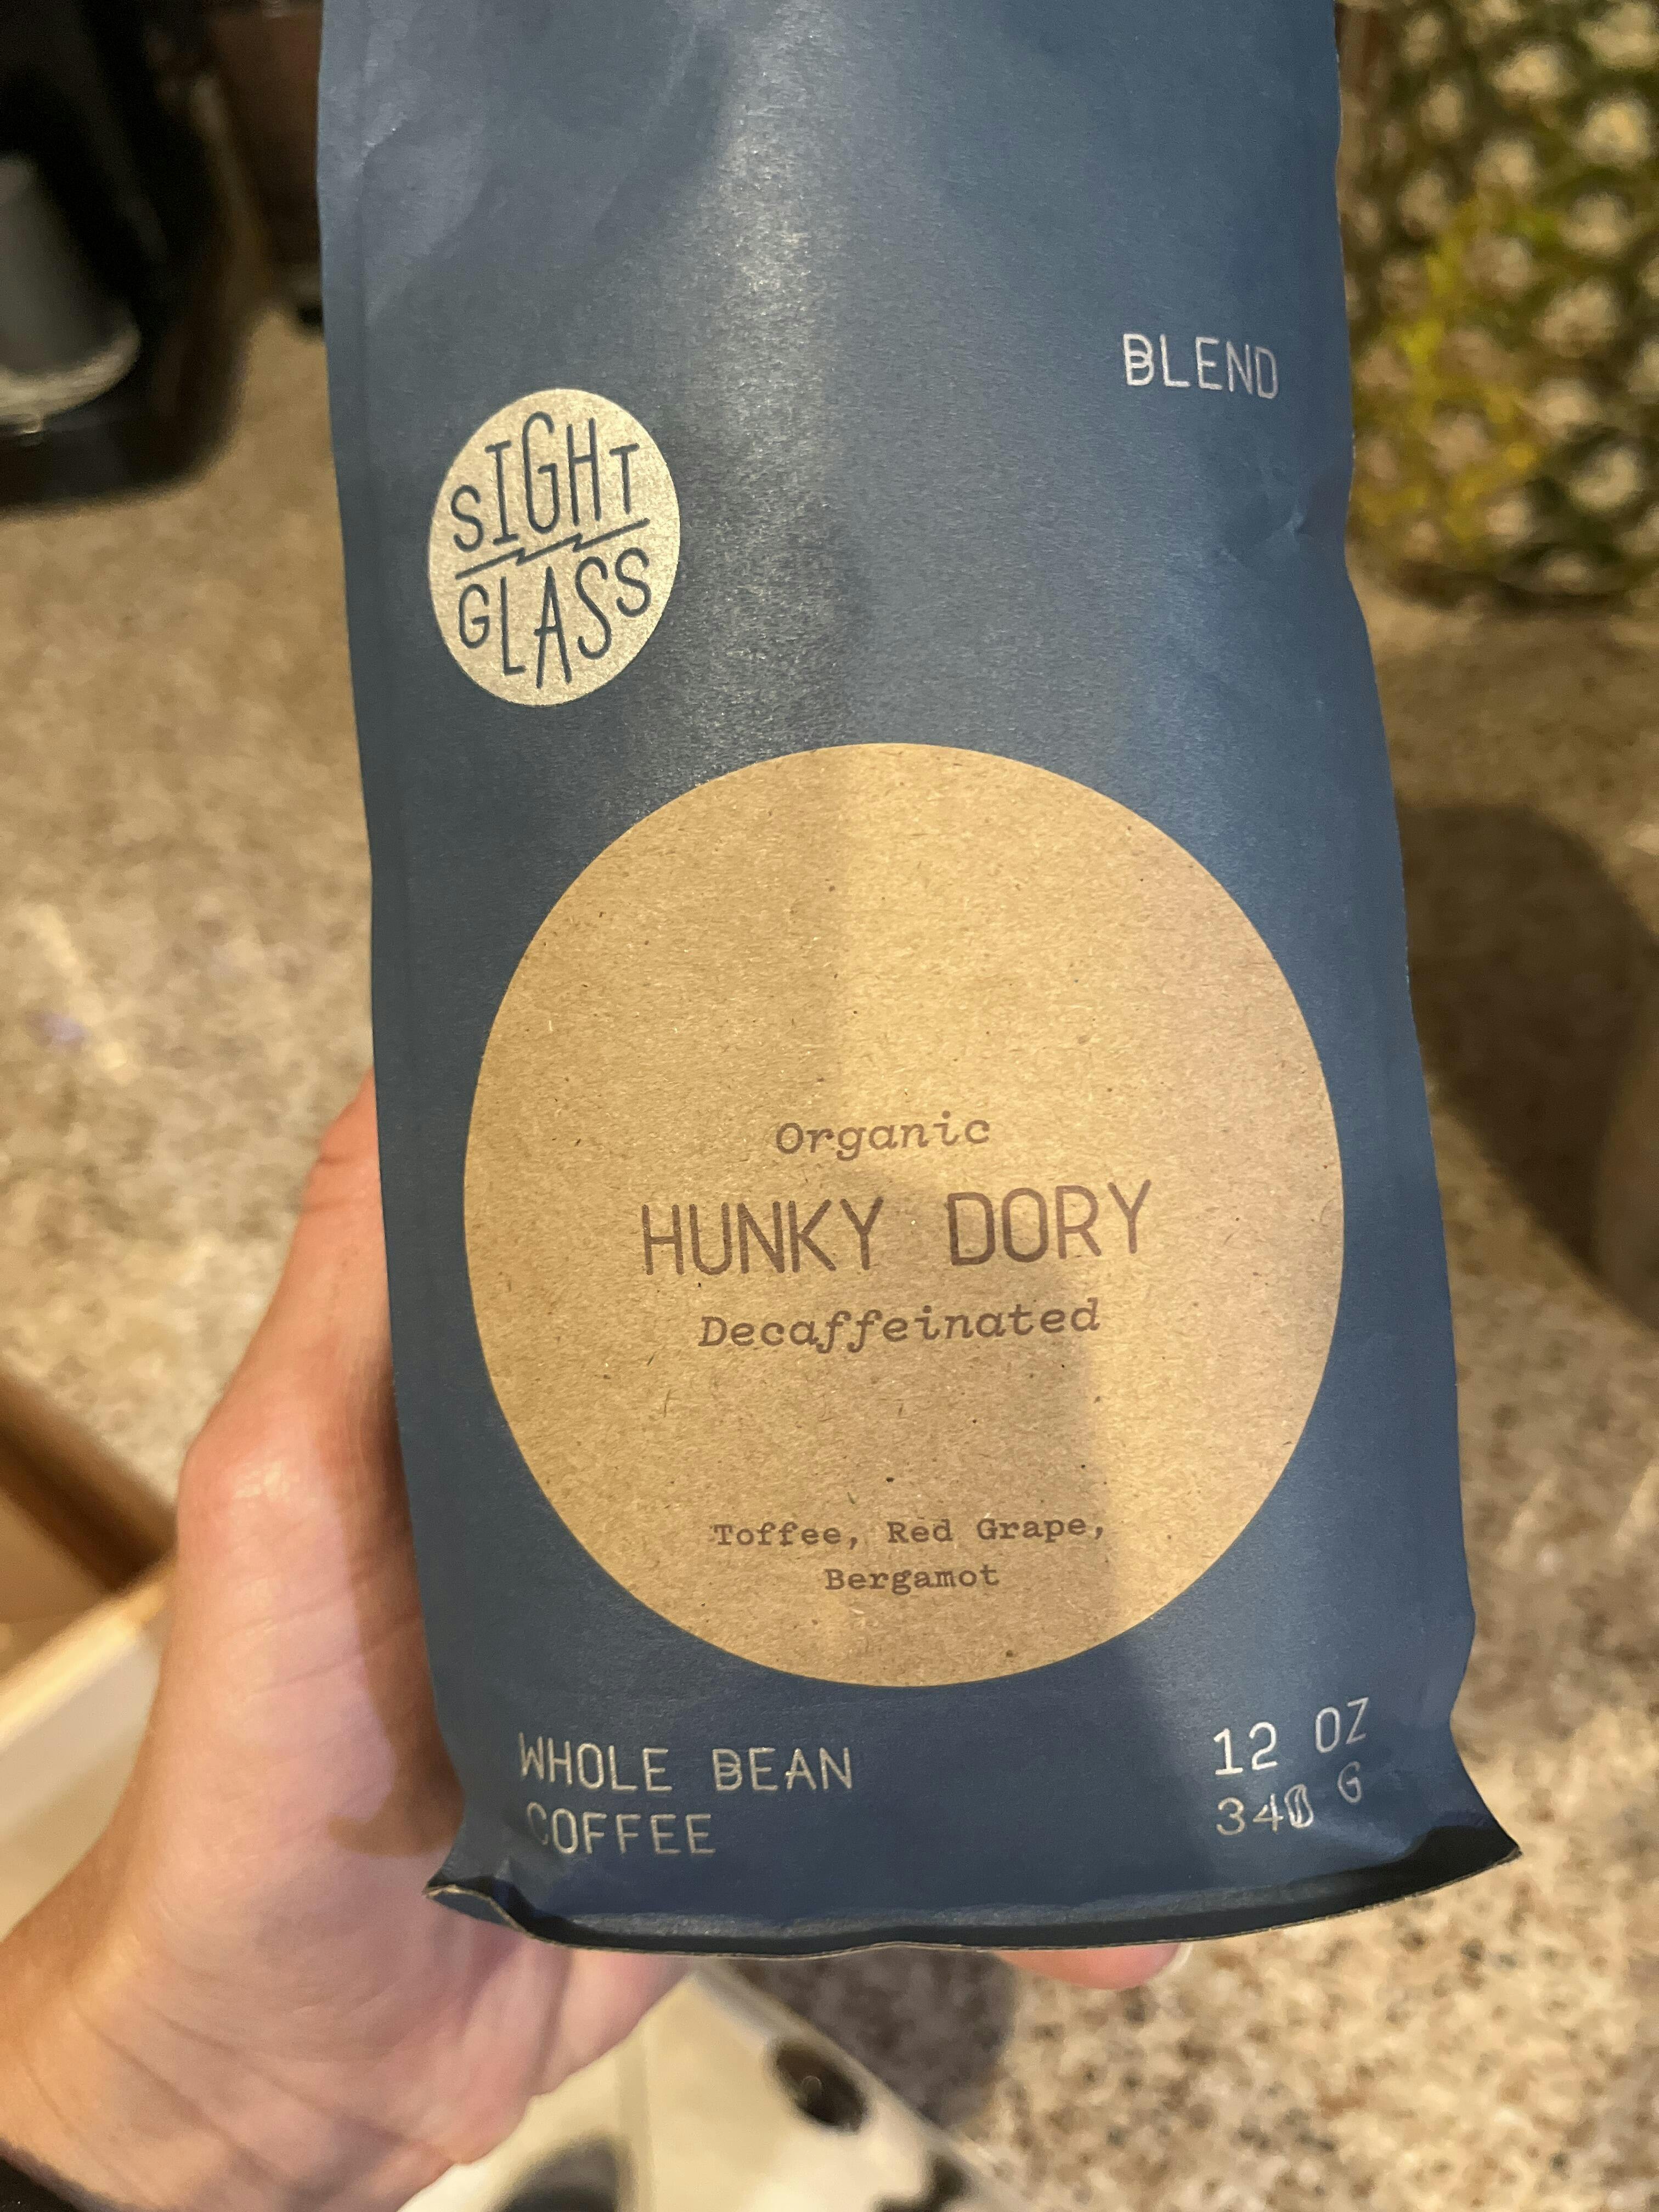 BLEND
SIGHT
GLASS
Organic
HUNKY DORY
Decaffeinated
Toffee, Red Grape,
Bergamot
WHOLE BEAN
COFFEE
12 OZ
340 G